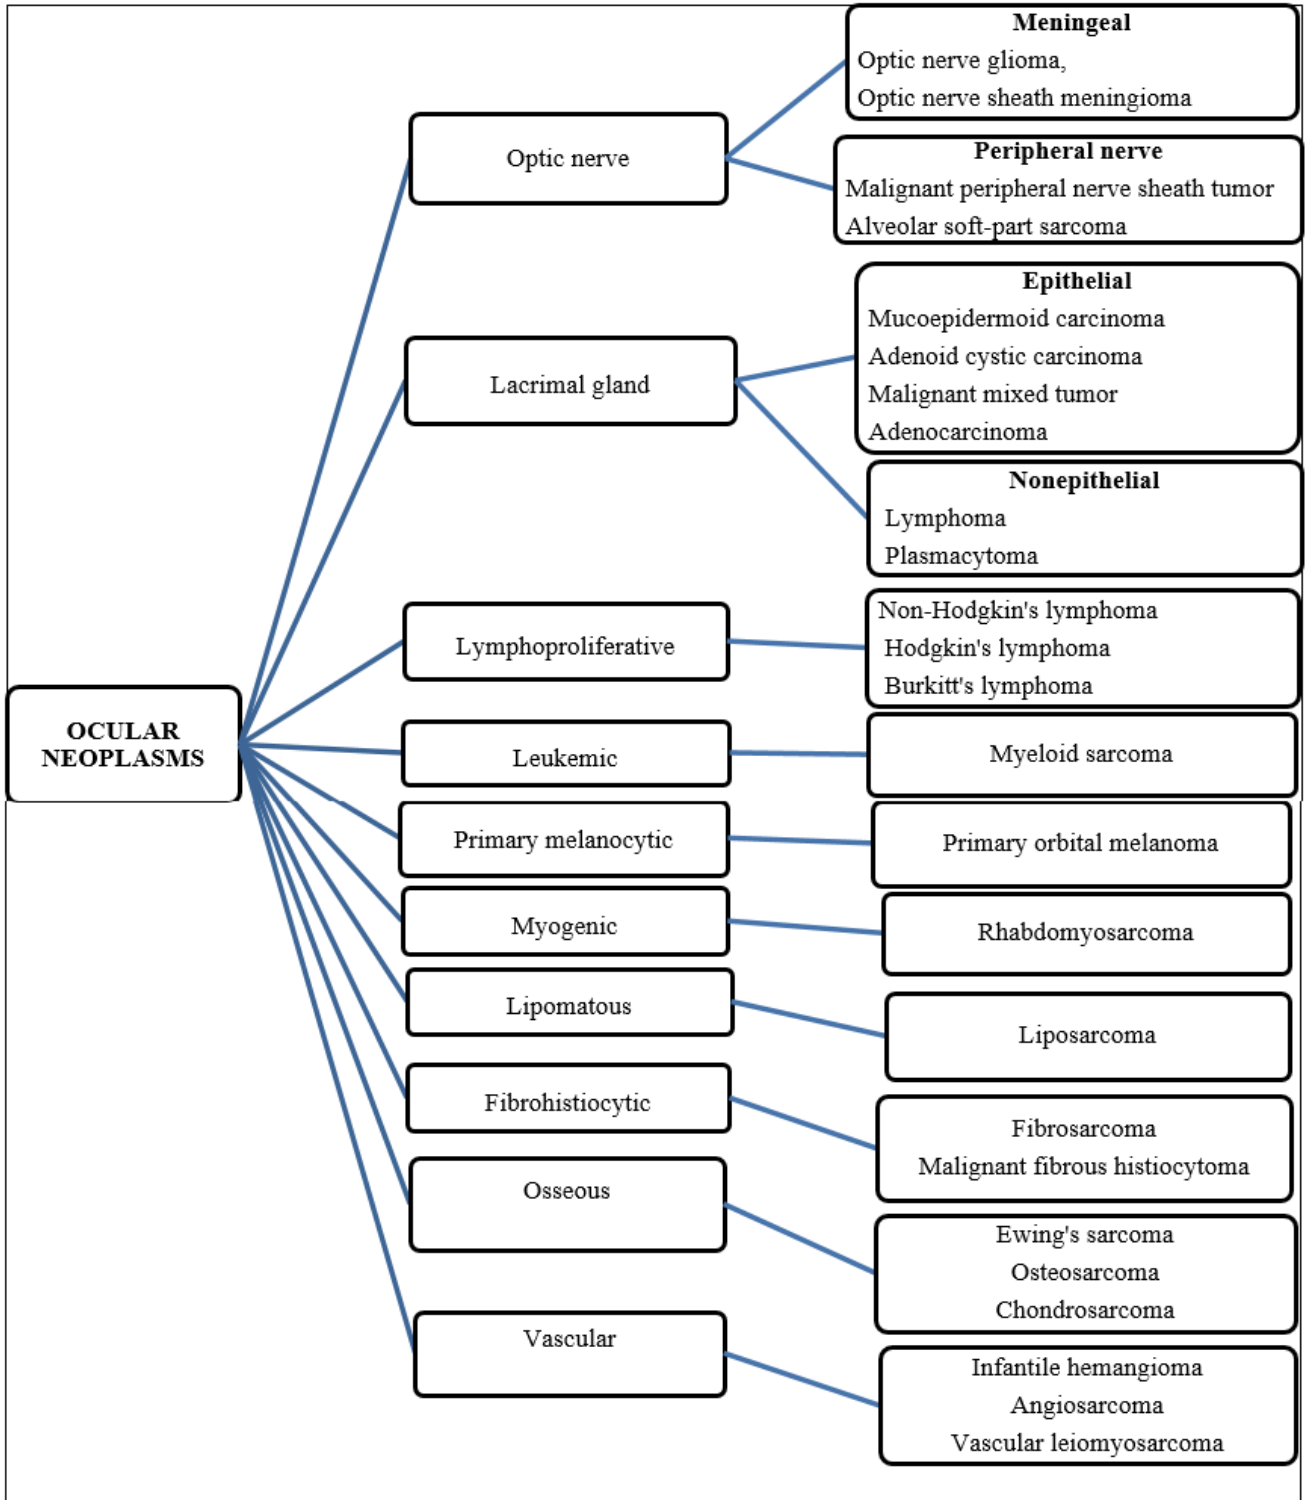 Meningeal
Optic nerve glioma,
Optic nerve sheath meningioma
Optic nerve
Peripheral nerve
Malignant peripheral nerve sheath tumor
Alveolar soft-part sarcoma
Epithelial
Mucoepidermoid carcinoma
Adenoid cystic carcinoma
Malignant mixed tumor
Adenocarcinoma
Lacrimal gland
Nonepithelial
Lymphoma
Plasmacytoma
Lymphoproliferative
Non-Hodgkin's lymphoma
Hodgkin's lymphoma
Burkitt's lymphoma
OCULAR
NEOPLASMS
Leukemic
Myeloid sarcoma
Primary melanocytic
Primary orbital melanoma
Myogenic
Rhabdomyosarcoma
Lipomatous
Liposarcoma
Fibrohistiocytic
Fibrosarcoma
Malignant fibrous histiocytoma
Osseous
Ewing's sarcoma
Osteosarcoma
Chondrosarcoma
Vascular
Infantile hemangioma
Angiosarcoma
Vascular leiomyosarcoma